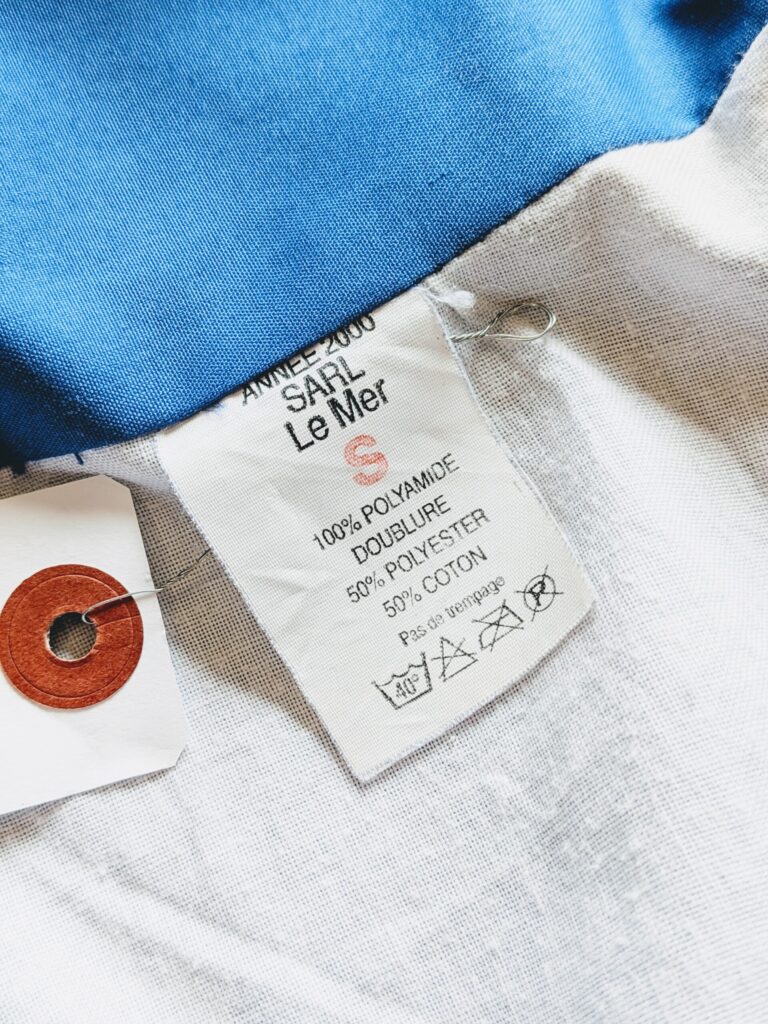 ANNEE 2000
SARL
Le Mer
S
100% POLYAMIDE
DOUBLURE
50% POLYESTER
50% COTON
Pas de trempage
40° P